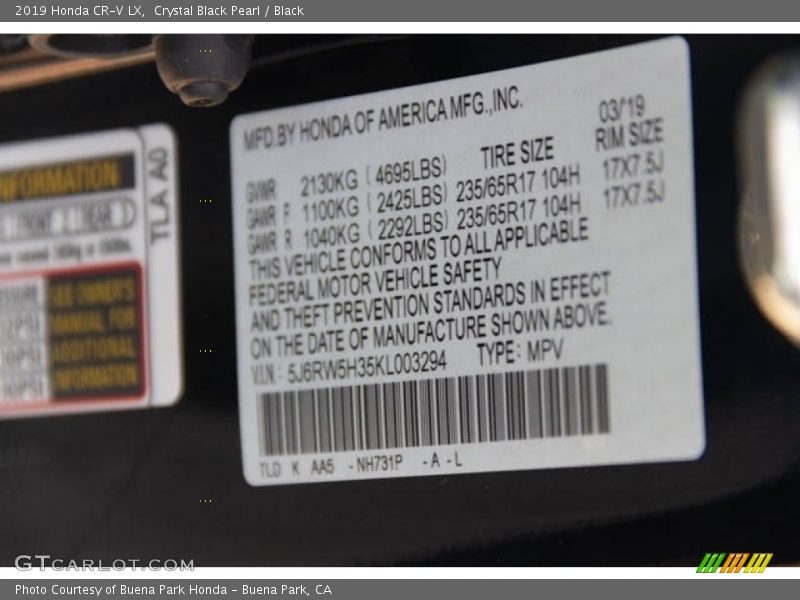 2019 Honda CR-V LX, Crystal Black Pearl / Black
MFD.BY HONDA OF AMERICA MFG.,INC.
03/'19
TIRE SIZE RIM SIZE
GVWR 2130KG ( 4695LBS)
GAWR F 1100KG ( 2425LBS) 235/65R17 104H 17X7.5J
GAWR R 1040KG ( 2292LBS) 235/65R17 104H 17X7.5J
THIS VEHICLE CONFORMS TO ALL APPLICABLE
FEDERAL MOTOR VEHICLE SAFETY
AND THEFT PREVENTION STANDARDS IN EFFECT
ON THE DATE OF MANUFACTURE SHOWN ABOVE.
V.I.N.: 5J6RW5H35KL003294 TYPE: MPV
TLD K AA5 -NH731P -A-L
TLA A0
NFORMATION
FRONT REAR
SEE OWNER'S
MANUAL FOR
ADDITIONAL
INFORMATION
GTCARLOT.COM
Photo Courtesy of Buena Park Honda - Buena Park, CA